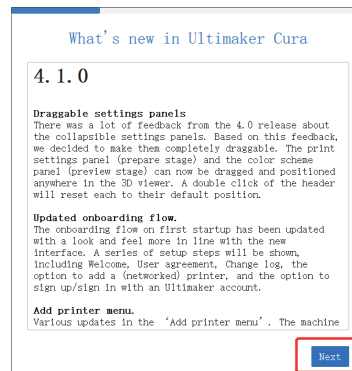 What's new in Ultimaker Cura
4.1.0
Draggable settings panels
There was a lot of feedback from the 4.0 release about
the collapsible settings panels. Based on this feedback,
we decided to make them completely draggable. The print
settings panel (prepare stage) and the color scheme
panel (preview stage) can now be dragged and positioned
anywhere in the 3D viewer. A double click of the header
will reset each to their default position.
Updated onboarding flow.
The onboarding flow on first startup has been updated
with a look and feel more in line with the new
interface. A series of setup steps will be shown,
including Welcome, User agreement, Change log, the
option to add a (networked) printer, and the option to
sign up/sign in with an Ultimaker account.
Add printer menu.
Various updates in the ‘Add printer menu’. The machine
Next